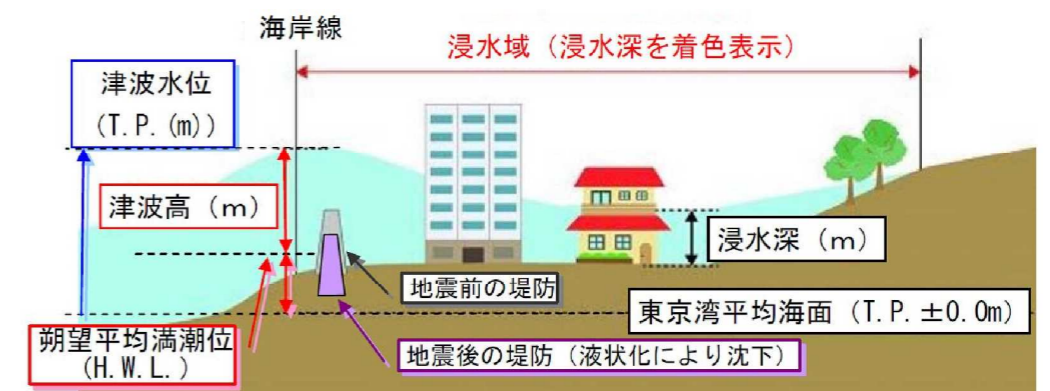 海岸線
浸水域（浸水深を着色表示）
津波水位
（T.P.(m)）
津波高（ｍ）
浸水深（ｍ）
地震前の堤防
東京湾平均海面（T.P.±0.0m）
朔望平均満潮位
（H.W.L.）
地震後の堤防（液状化により沈下）